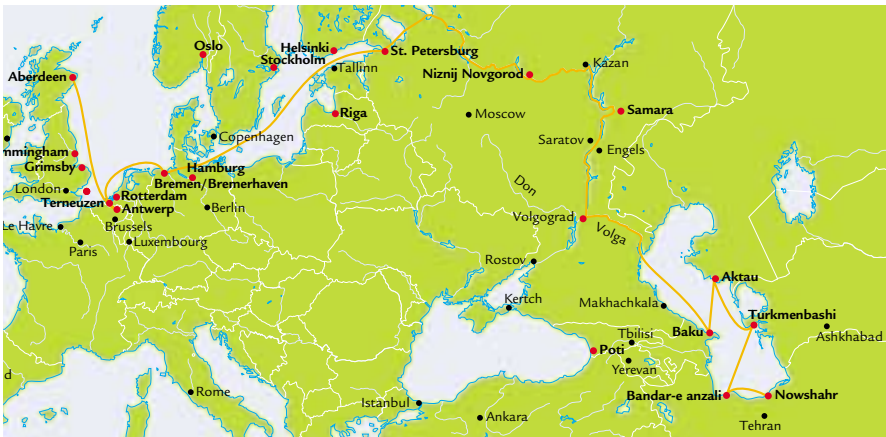 Oslo
Helsinki
Stockholm
St. Petersburg
Tallinn
Kazan
Aberdeen
Niznij Novgorod
Riga
Moscow
Samara
Copenhagen
Saratov
Engels
mmingham
Grimsby
Hamburg
Bremen/Bremerhaven
London
Rotterdam
Terneuzen
Antwerp
Berlin
Don
Le Havre
Brussels
Volgograd
Volga
Paris
Luxembourg
Rostov
Aktau
Kertch
Makhachkala
Turkmenbashi
Tbilisi
Baku
Ashkhabad
Poti
Yerevan
d
Rome
Istanbul
Bandar-e anzali
Nowshahr
Ankara
Tehran